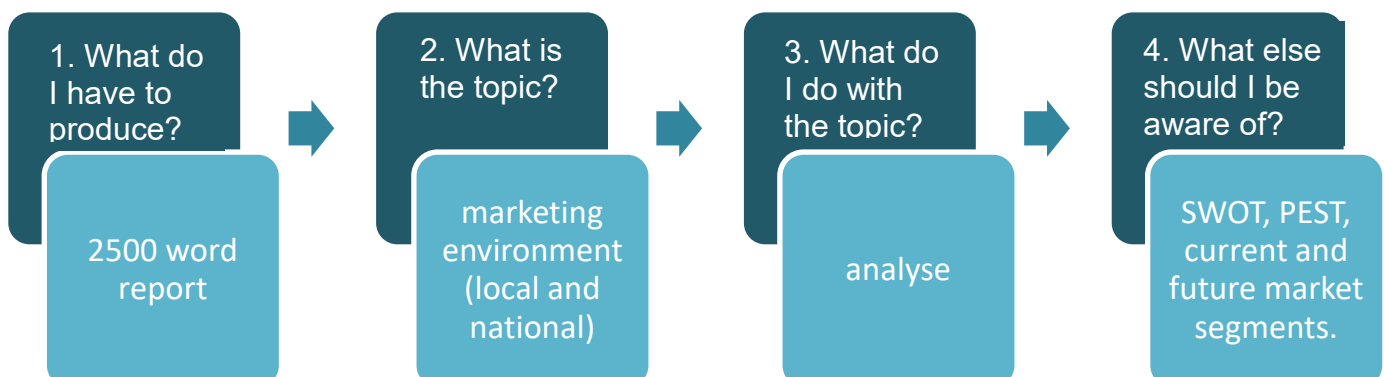 1. What do
I have to
produce?
2500 word
report
2. What is
the topic?
marketing
environment
(local and
national)
3. What do
I do with
the topic?
analyse
4. What else
should I be
aware of?
SWOT, PEST,
current and
future market
segments.